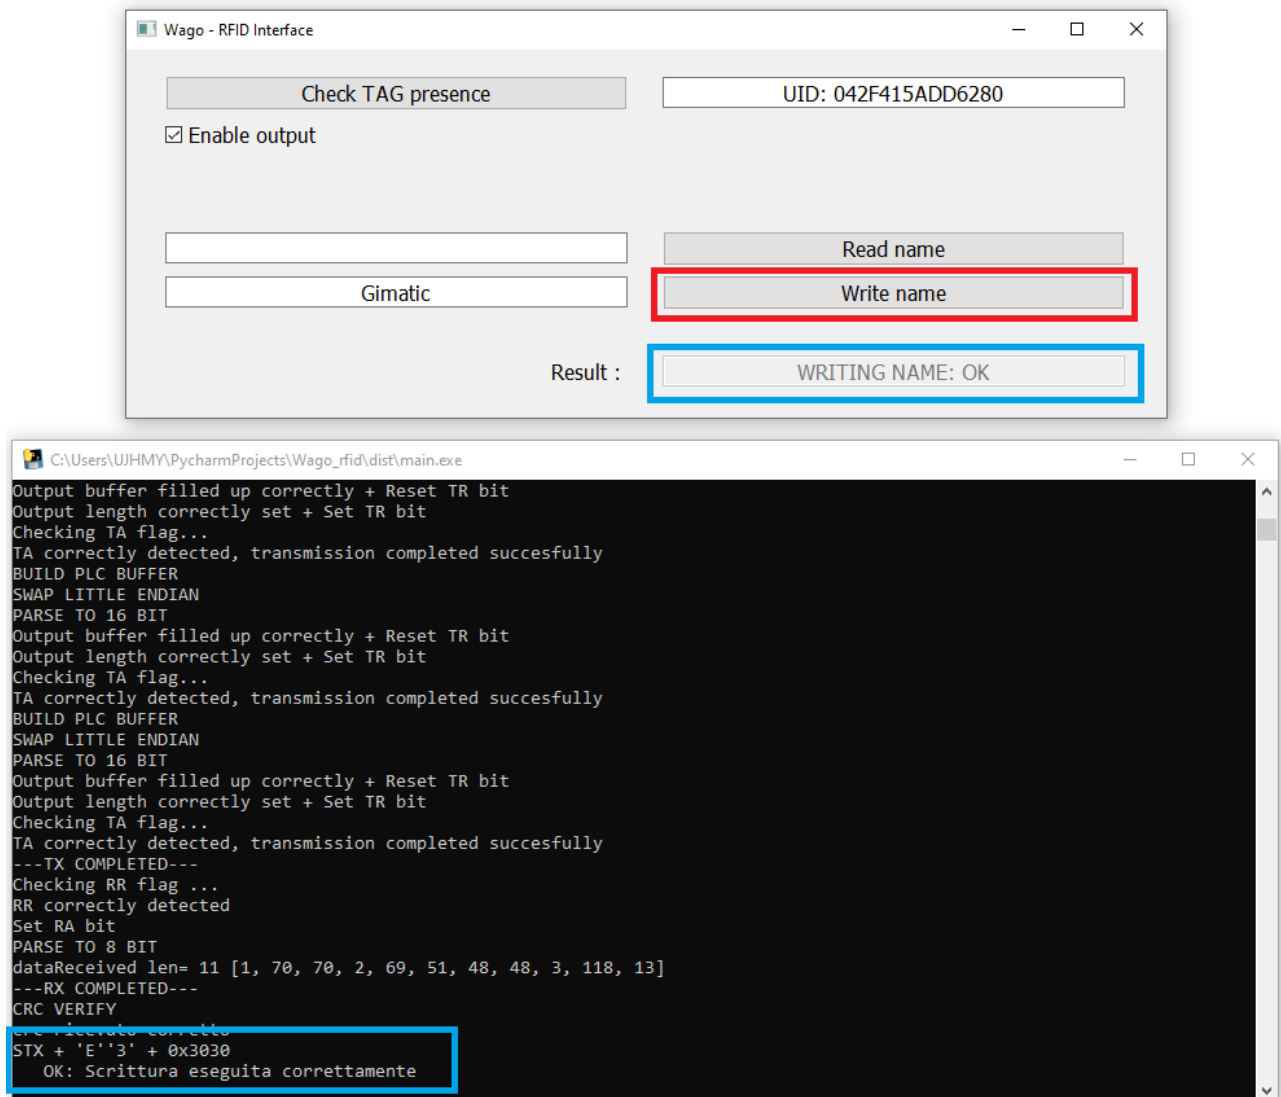 Wago - RFID Interface
Check TAG presence
UID: 042F415ADD6280
Enable output
Read name
Gimatic
Write name
Result :
WRITING NAME: OK
C:\Users\UJHMY\PycharmProjects\Wago_rfid\dist\main.exe
Output buffer filled up correctly + Reset TR bit
Output length correctly set + Set TR bit
Checking TA flag...
TA correctly detected, transmission completed succesfully
BUILD PLC BUFFER
SWAP LITTLE ENDIAN
PARSE TO 16 BIT
Output buffer filled up correctly + Reset TR bit
Output length correctly set + Set TR bit
Checking TA flag...
TA correctly detected, transmission completed succesfully
BUILD PLC BUFFER
SWAP LITTLE ENDIAN
PARSE TO 16 BIT
Output buffer filled up correctly + Reset TR bit
Output length correctly set + Set TR bit
Checking TA flag...
TA correctly detected, transmission completed succesfully
---TX COMPLETED---
Checking RR flag ...
RR correctly detected
Set RA bit
PARSE TO 8 BIT
dataReceived len= 11 [1, 70, 70, 2, 69, 51, 48, 48, 3, 118, 13]
---RX COMPLETED---
CRC VERIFY
STX + 'E''3' + 0x3030
OK: Scrittura eseguita correttamente